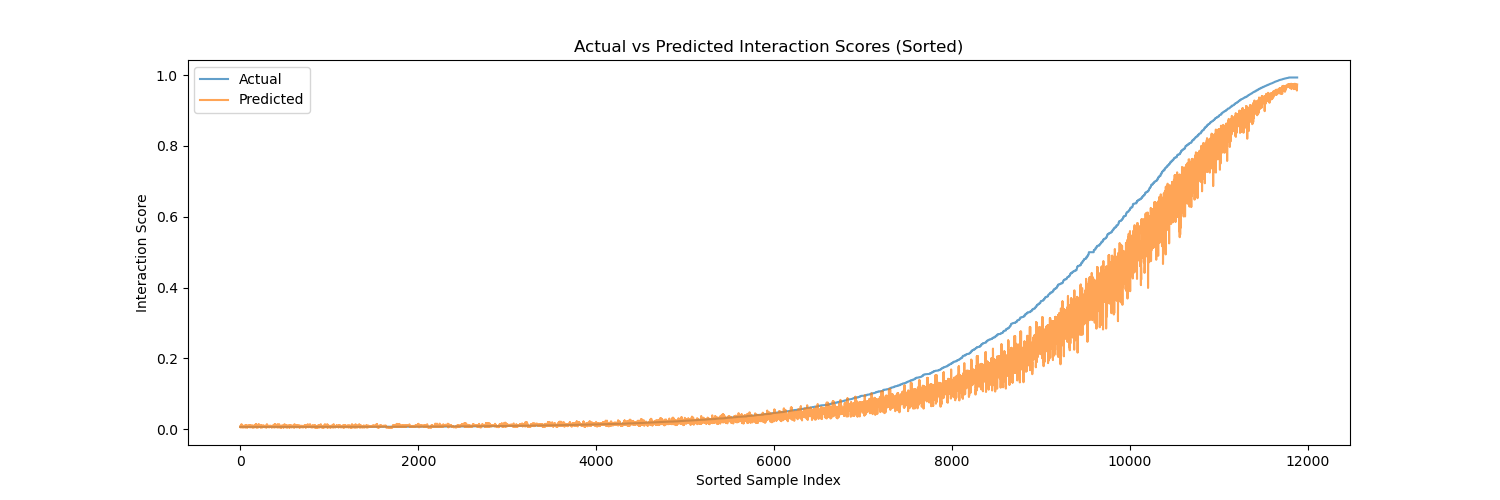 Actual vs Predicted Interaction Scores (Sorted)
Actual
Predicted
Interaction Score
1.0
0.8
0.6
0.4
0.2
0.0
0 2000 4000 6000 8000 10000 12000
Sorted Sample Index